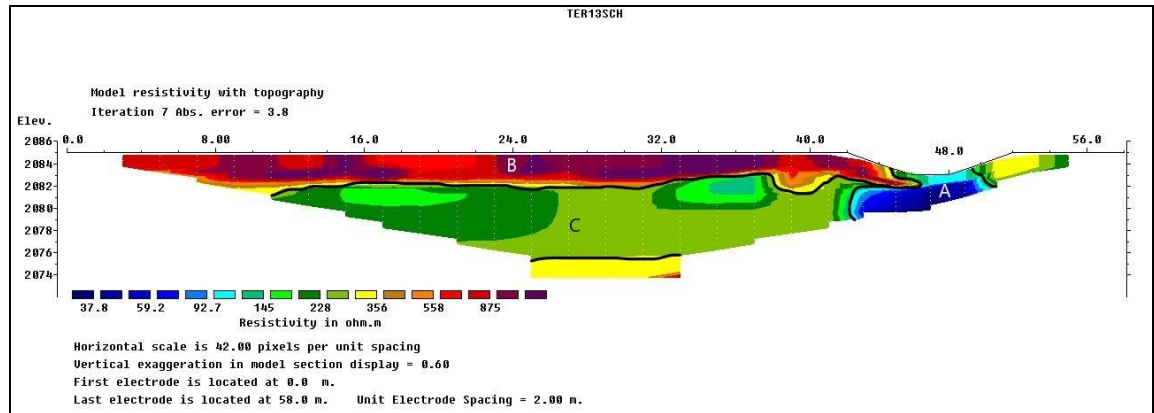 TER13SCH
Model resistivity with topography
Iteration 7 Abs. error = 3.8
Elev.
0.0 8.00 16.0 24.0 32.0 40.0 48.0 56.0
2086
2084
2082
2080
2078
2076
2074
B
A
C
37.8 59.2 92.7 145 228 356 558 875
Resistivity in ohm.m
Horizontal scale is 42.00 pixels per unit spacing
Vertical exaggeration in model section display = 0.60
First electrode is located at 0.0 m.
Last electrode is located at 58.0 m. Unit Electrode Spacing = 2.00 m.